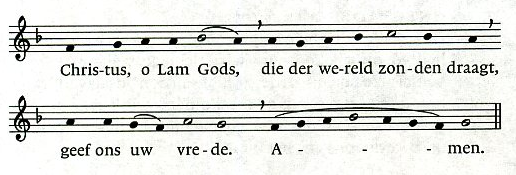 Chris-tus, o Lam Gods, die der we-reld zon-den draagt,
geef ons uw vre-de. A - - - men.